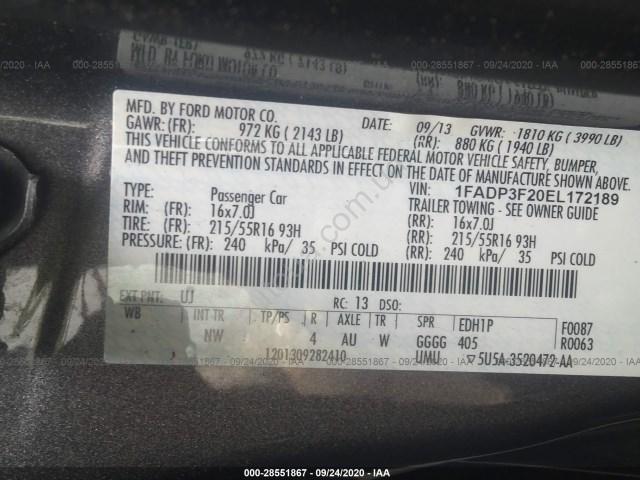 000-28551867 - 09/24/2020 - IAA
MFD. BY FORD MOTOR CO.
DATE: 09/13 GVWR: 1810 KG ( 3990 LB)
GAWR: (FR): 972 KG ( 2143 LB) (RR): 880 KG ( 1940 LB)
THIS VEHICLE CONFORMS TO ALL APPLICABLE FEDERAL MOTOR VEHICLE SAFETY, BUMPER,
AND THEFT PREVENTION STANDARDS IN EFFECT ON THE DATE OF MANUFACTURE SHOWN ABOVE.
VIN: 1FADP3F20EL172189
TYPE: Passenger Car TRAILER TOWING - SEE OWNER GUIDE
RIM: (FR): 16x7.0J (RR): 16x7.0J
TIRE: (FR): 215/55R16 93H (RR): 215/55R16 93H
PRESSURE: (FR): 240 kPa/ 35 PSI COLD (RR): 240 kPa/ 35 PSI COLD
EXT PNT: UJ RC: 13 DSO:
WB INT TR TP/PS R AXLE TR SPR EDH1P F0087
NW 4 AU W GGGG 405 R0063
1201309282410 UMU 5U5A-3520472-AA
000-28551867 - 09/24/2020 - IAA